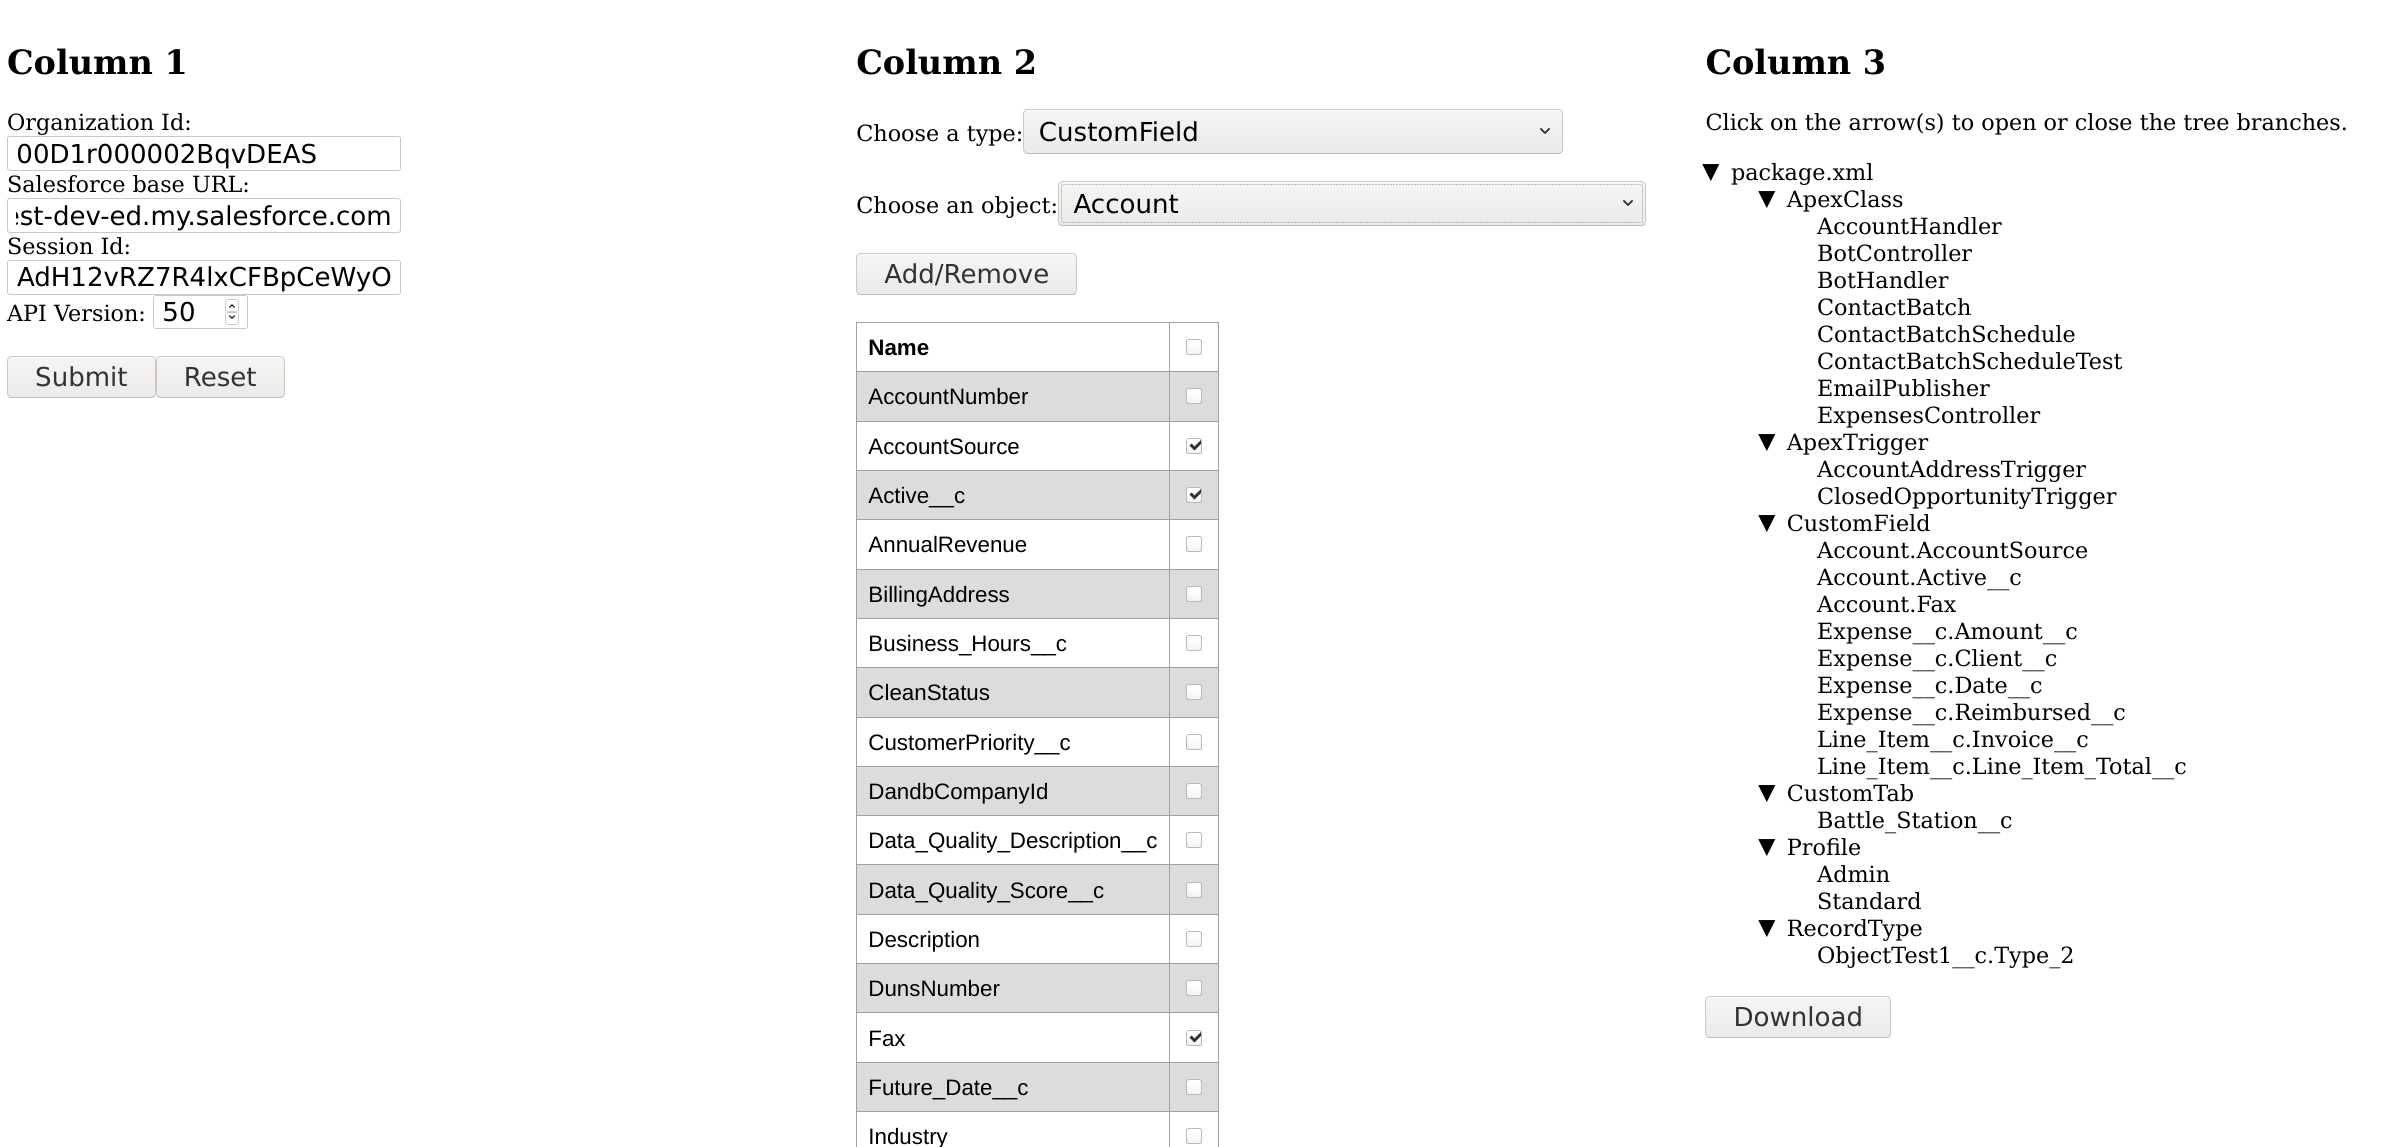 Column 1
Organization Id:
00D1r000002BqvDEAS
Salesforce base URL:
st-dev-ed.my.salesforce.com
Session Id:
AdH12vRZ7R4lxCFBpCeWyO
API Version: 50
Submit Reset
Column 2
Choose a type: CustomField
Choose an object: Account
Add/Remove
Name
AccountNumber
AccountSource
Active__c
AnnualRevenue
BillingAddress
Business_Hours__c
CleanStatus
CustomerPriority__c
DandbCompanyId
Data_Quality_Description__c
Data_Quality_Score__c
Description
DunsNumber
Fax
Future_Date__c
Industry
Column 3
Click on the arrow(s) to open or close the tree branches.
package.xml
ApexClass
AccountHandler
BotController
BotHandler
ContactBatch
ContactBatchSchedule
ContactBatchScheduleTest
EmailPublisher
ExpensesController
ApexTrigger
AccountAddressTrigger
ClosedOpportunityTrigger
CustomField
Account.AccountSource
Account.Active__c
Account.Fax
Expense__c.Amount__c
Expense__c.Client__c
Expense__c.Date__c
Expense__c.Reimbursed__c
Line_Item__c.Invoice__c
Line_Item__c.Line_Item_Total__c
CustomTab
Battle_Station__c
Profile
Admin
Standard
RecordType
ObjectTest1__c.Type_2
Download